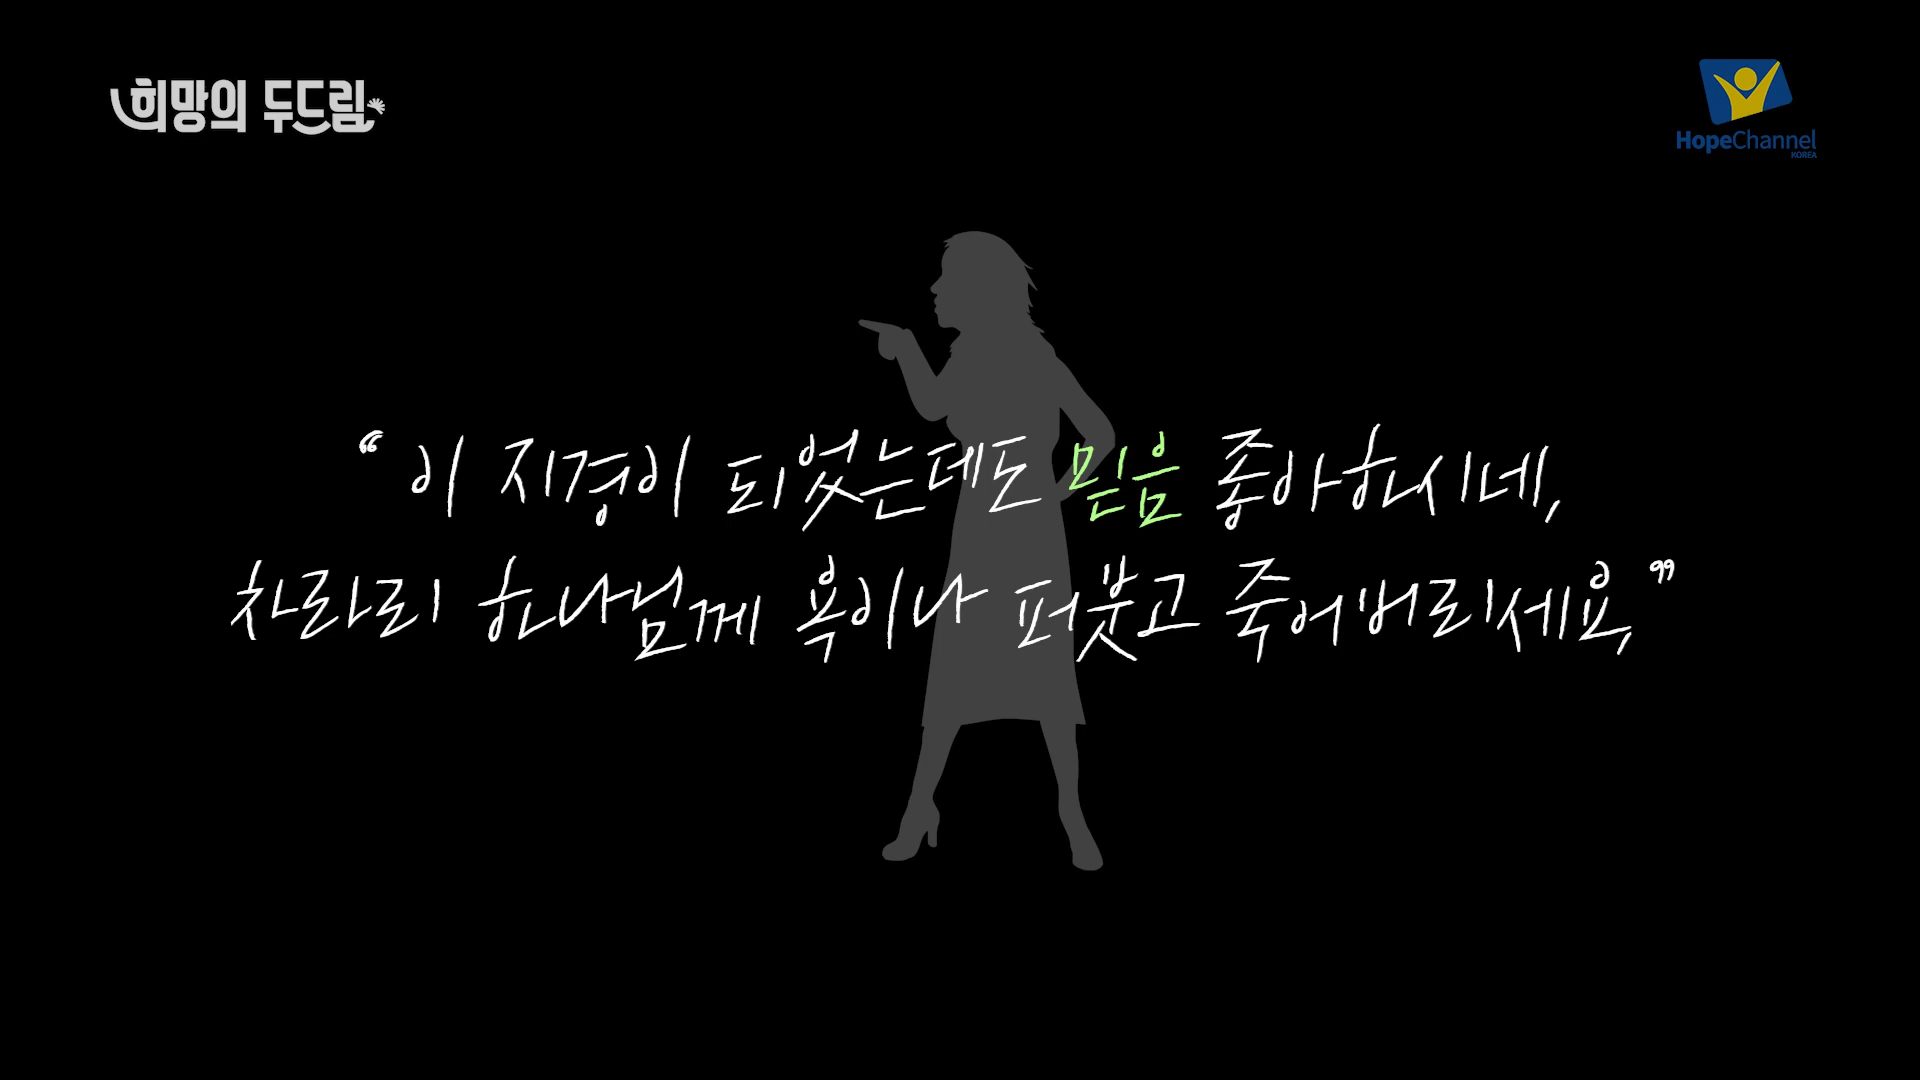 희망의 두드림
HopeChannel
KOREA
“이 지경이 되었는데도 믿음 좋아하시네,
차라리 하나님께 욕이나 퍼붓고 죽어버리세요,”